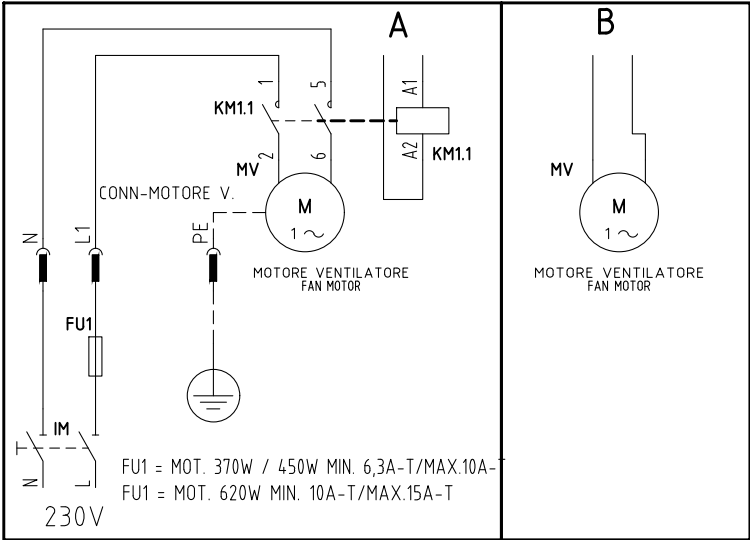 A
B
1
5
A1
KM1.1
2
6
A2
KM1.1
MV
MV
CONN-MOTORE V.
M
1 ~
M
1 ~
N
L1
PE
MOTORE VENTILATORE
FAN MOTOR
MOTORE VENTILATORE
FAN MOTOR
FU1
IM
N
L
FU1 = MOT. 370W / 450W MIN. 6,3A-T/MAX.10A-T
FU1 = MOT. 620W MIN. 10A-T/MAX.15A-T
230V